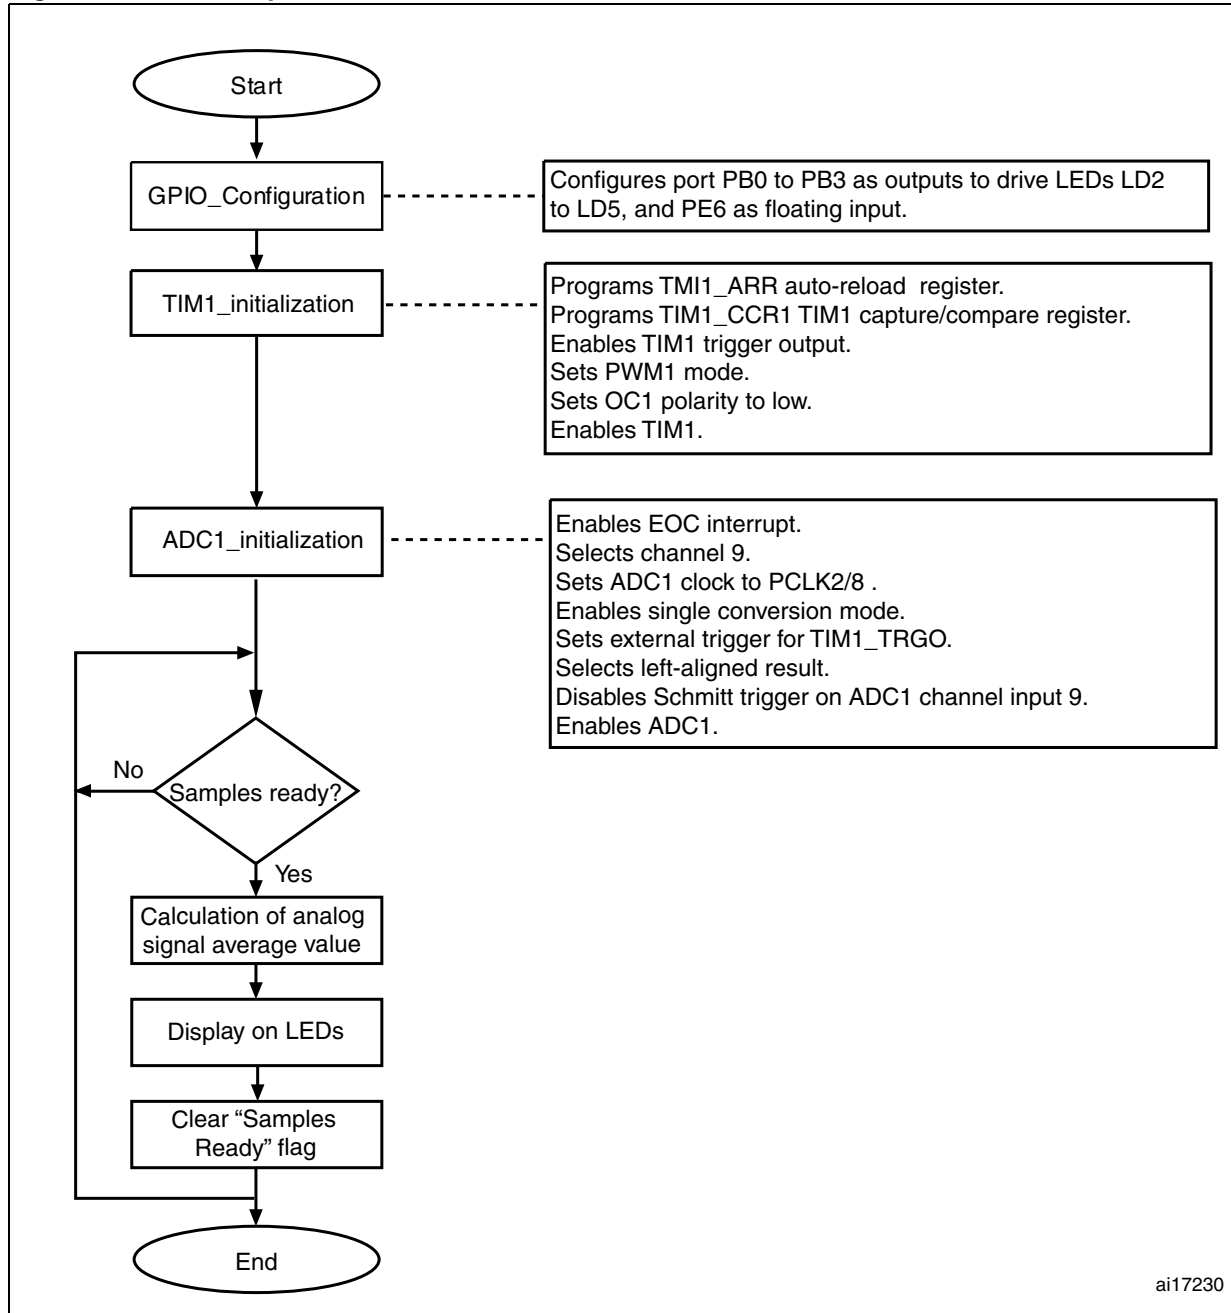 Start
GPIO_Configuration
Configures port PB0 to PB3 as outputs to drive LEDs LD2
to LD5, and PE6 as floating input.
TIM1_initialization
Programs TMI1_ARR auto-reload register.
Programs TIM1_CCR1 TIM1 capture/compare register.
Enables TIM1 trigger output.
Sets PWM1 mode.
Sets OC1 polarity to low.
Enables TIM1.
ADC1_initialization
Enables EOC interrupt.
Selects channel 9.
Sets ADC1 clock to PCLK2/8 .
Enables single conversion mode.
Sets external trigger for TIM1_TRGO.
Selects left-aligned result.
Disables Schmitt trigger on ADC1 channel input 9.
Enables ADC1.
No
Samples ready?
Yes
Calculation of analog
signal average value
Display on LEDs
Clear “Samples
Ready” flag
End
ai17230